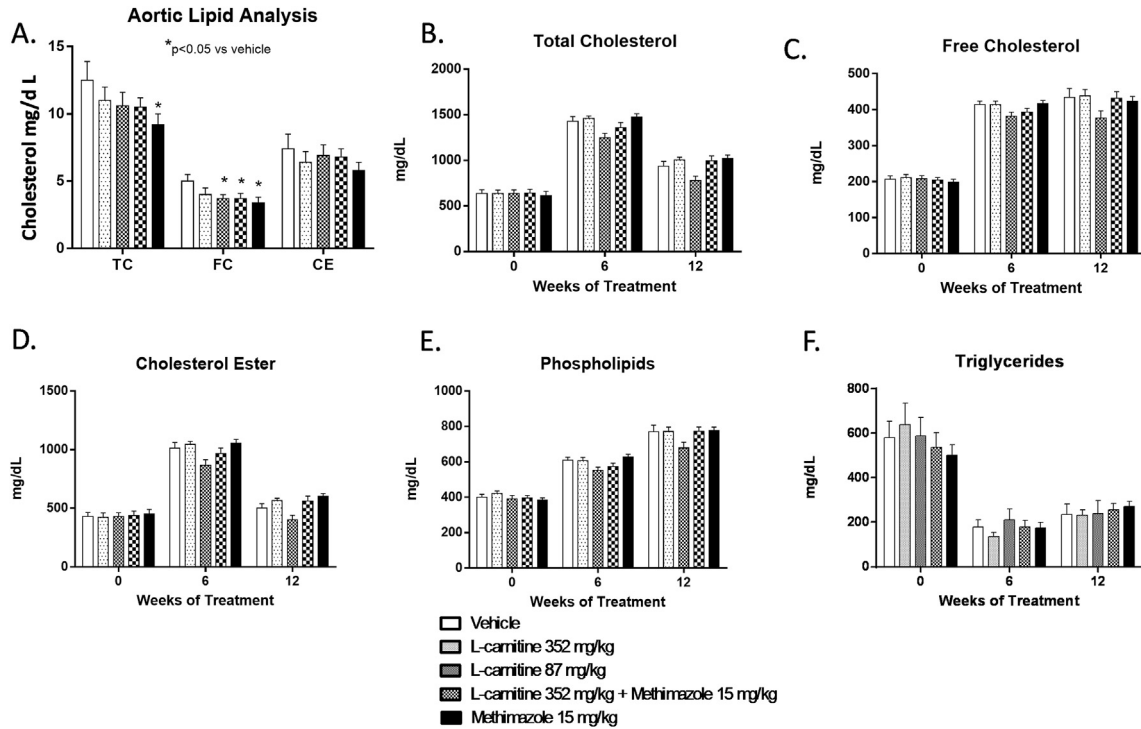 A.
Aortic Lipid Analysis
*p<0.05 vs vehicle
Cholesterol mg/d L
15
10
5
0
*
* * *
TC FC CE
B.
Total Cholesterol
mg/dL
2000
1500
1000
500
0
0 6 12
Weeks of Treatment
C.
Free Cholesterol
mg/dL
400
300
200
100
0
0 6 12
Weeks of Treatment
D.
Cholesterol Ester
mg/dL
1500
1000
500
0
0 6 12
Weeks of Treatment
E.
Phospholipids
mg/dL
1000
800
600
400
200
0
0 6 12
Weeks of Treatment
F.
Triglycerides
mg/dL
800
600
400
200
0
0 6 12
Weeks of Treatment
Vehicle
L-carnitine 352 mg/kg
L-carnitine 87 mg/kg
L-carnitine 352 mg/kg + Methimazole 15 mg/kg
Methimazole 15 mg/kg